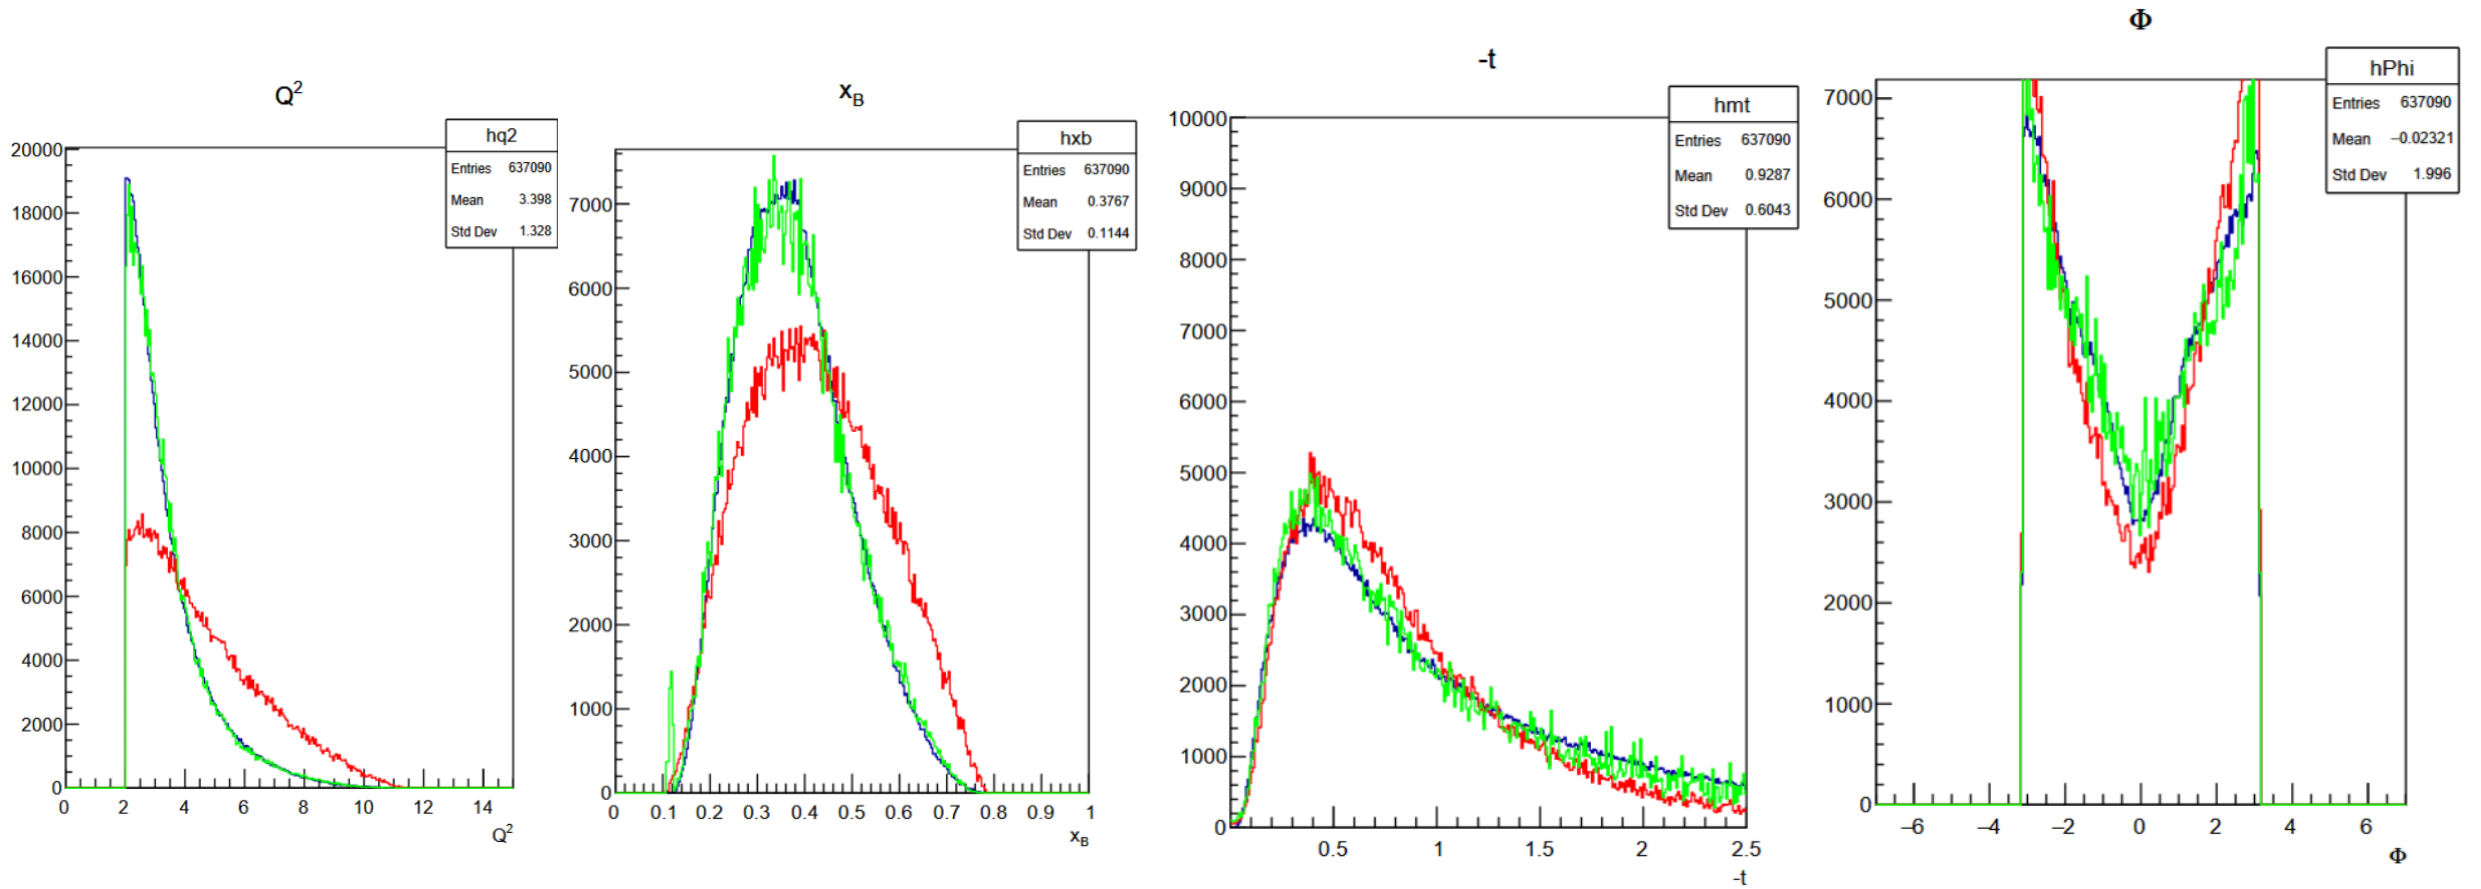 Q²
hq2
Entries 637090
Mean 3.398
Std Dev 1.328
20000
18000
16000
14000
12000
10000
8000
6000
4000
2000
0
0 2 4 6 8 10 12 14
Q²
x_B
hxb
Entries 637090
Mean 0.3767
Std Dev 0.1144
7000
6000
5000
4000
3000
2000
1000
0
0 0.1 0.2 0.3 0.4 0.5 0.6 0.7 0.8 0.9 1
x_B
-t
hmt
Entries 637090
Mean 0.9287
Std Dev 0.6043
10000
9000
8000
7000
6000
5000
4000
3000
2000
1000
0
0.5 1 1.5 2 2.5
-t
Φ
hPhi
Entries 637090
Mean −0.02321
Std Dev 1.996
7000
6000
5000
4000
3000
2000
1000
0
−6 −4 −2 0 2 4 6
Φ